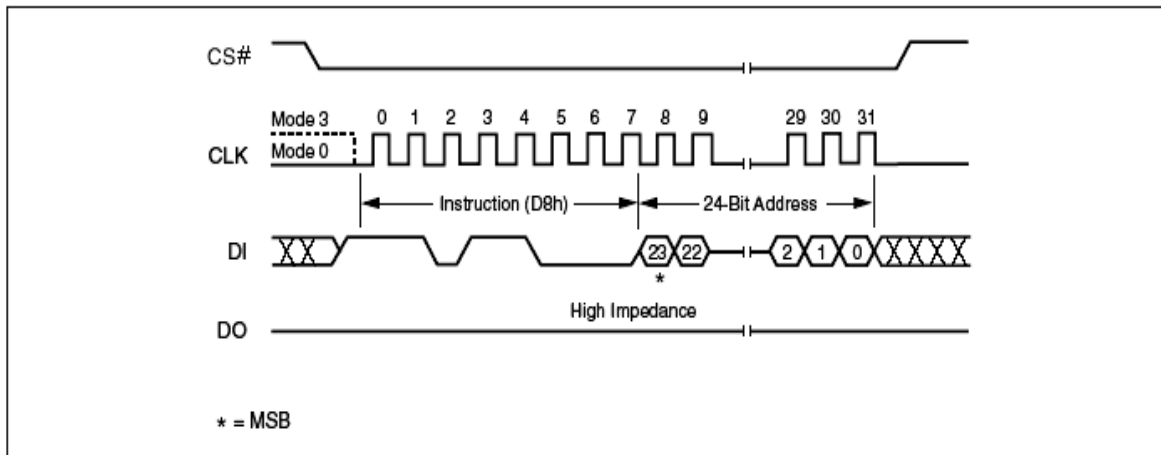 CS#
Mode 3
0 1 2 3 4 5 6 7 8 9 29 30 31
CLK
Mode 0
Instruction (D8h)
24-Bit Address
DI
23 22 2 1 0
*
High Impedance
DO
* = MSB